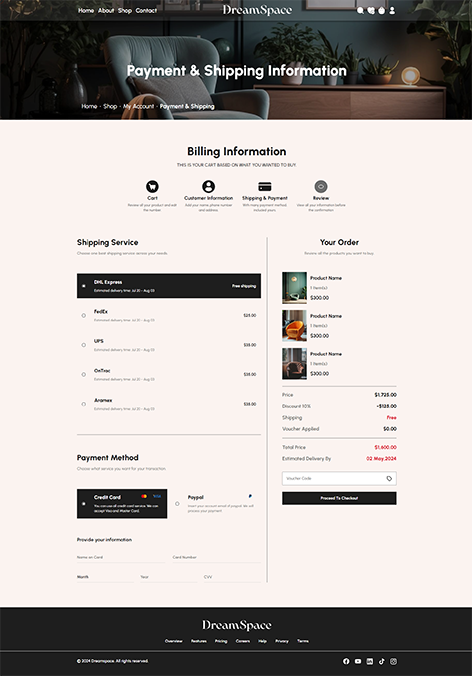 Home About Shop Contact
DreamSpace
Payment & Shipping Information
Home · Shop · My Account · Payment & Shipping
Billing Information
THIS IS YOUR CART BASED ON WHAT YOU WANTED TO BUY
Cart
Review all your product and edit the number
Customer Information
Add your name, phone number and address.
Shipping & Payment
With many payment method, included yours.
Review
View all your information before the confirmation
Shipping Service
Choose one best shipping service across your needs.
DHL Express
Estimated delivery time: Jul 20 - Aug 03
Free shipping
FedEx
Estimated delivery time: Jul 20 - Aug 03
UPS
Estimated delivery time: Jul 20 - Aug 03
$35.00
OnTrac
Estimated delivery time: Jul 20 - Aug 03
$35.00
Aramex
Estimated delivery time: Jul 20 - Aug 03
$35.00
Payment Method
Choose what service you want for your transaction.
Credit Card
You can use all credit card service. We can
accept Visa and Master Card.
Paypal
Insert your account email of paypal. We will
process your payment
Provide your information
Name on Card
Card Number
Month
Year
CVV
Your Order
Review all the products you want to buy
Product Name
1 Item(s)
$300.00
Product Name
1 Item(s)
$300.00
Product Name
1 Item(s)
$300.00
Price $1,725.00
Discount 10% -$125.00
Shipping Free
Voucher Applied $0.00
Total Price $1,600.00
Estimated Delivery By 02 May,2024
Voucher Code
Proceed To Checkout
DreamSpace
Overview Features Pricing Careers Help Privacy Terms
© 2024 Dreamspace. All rights reserved.